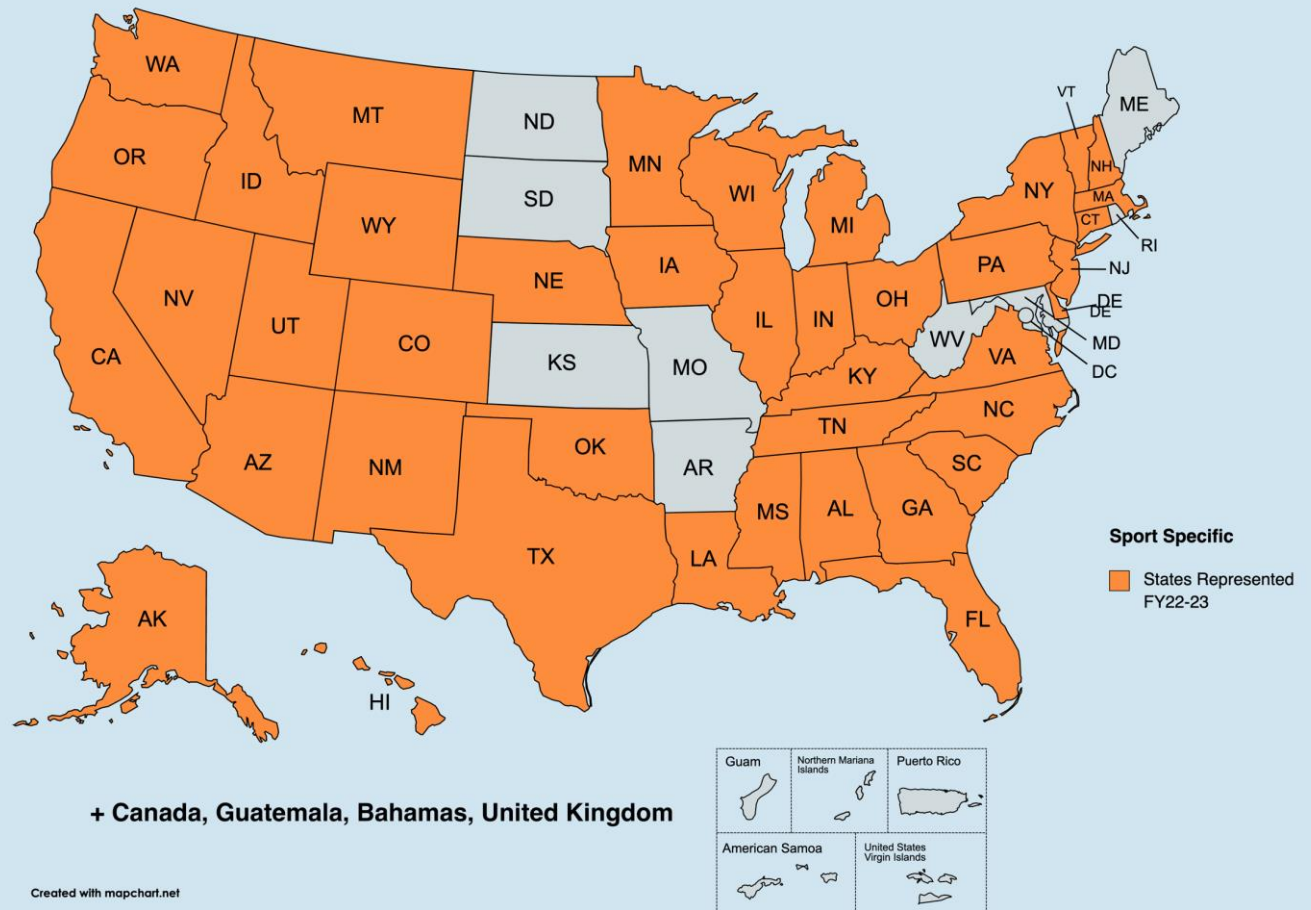 WA
MT
ND
MN
VT
ME
OR
ID
SD
WI
NY
NH
MA
WY
MI
CT
RI
IA
PA
NJ
NE
OH
NV
IL
IN
DE
DE
UT
WV
CA
CO
MD
VA
KS
MO
DC
KY
NC
TN
OK
AZ
NM
AR
SC
MS
AL
GA
TX
LA
Sport Specific
States Represented
FY22-23
AK
FL
HI
Guam
Northern Mariana
Islands
Puerto Rico
+ Canada, Guatemala, Bahamas, United Kingdom
American Samoa
United States
Virgin Islands
Created with mapchart.net